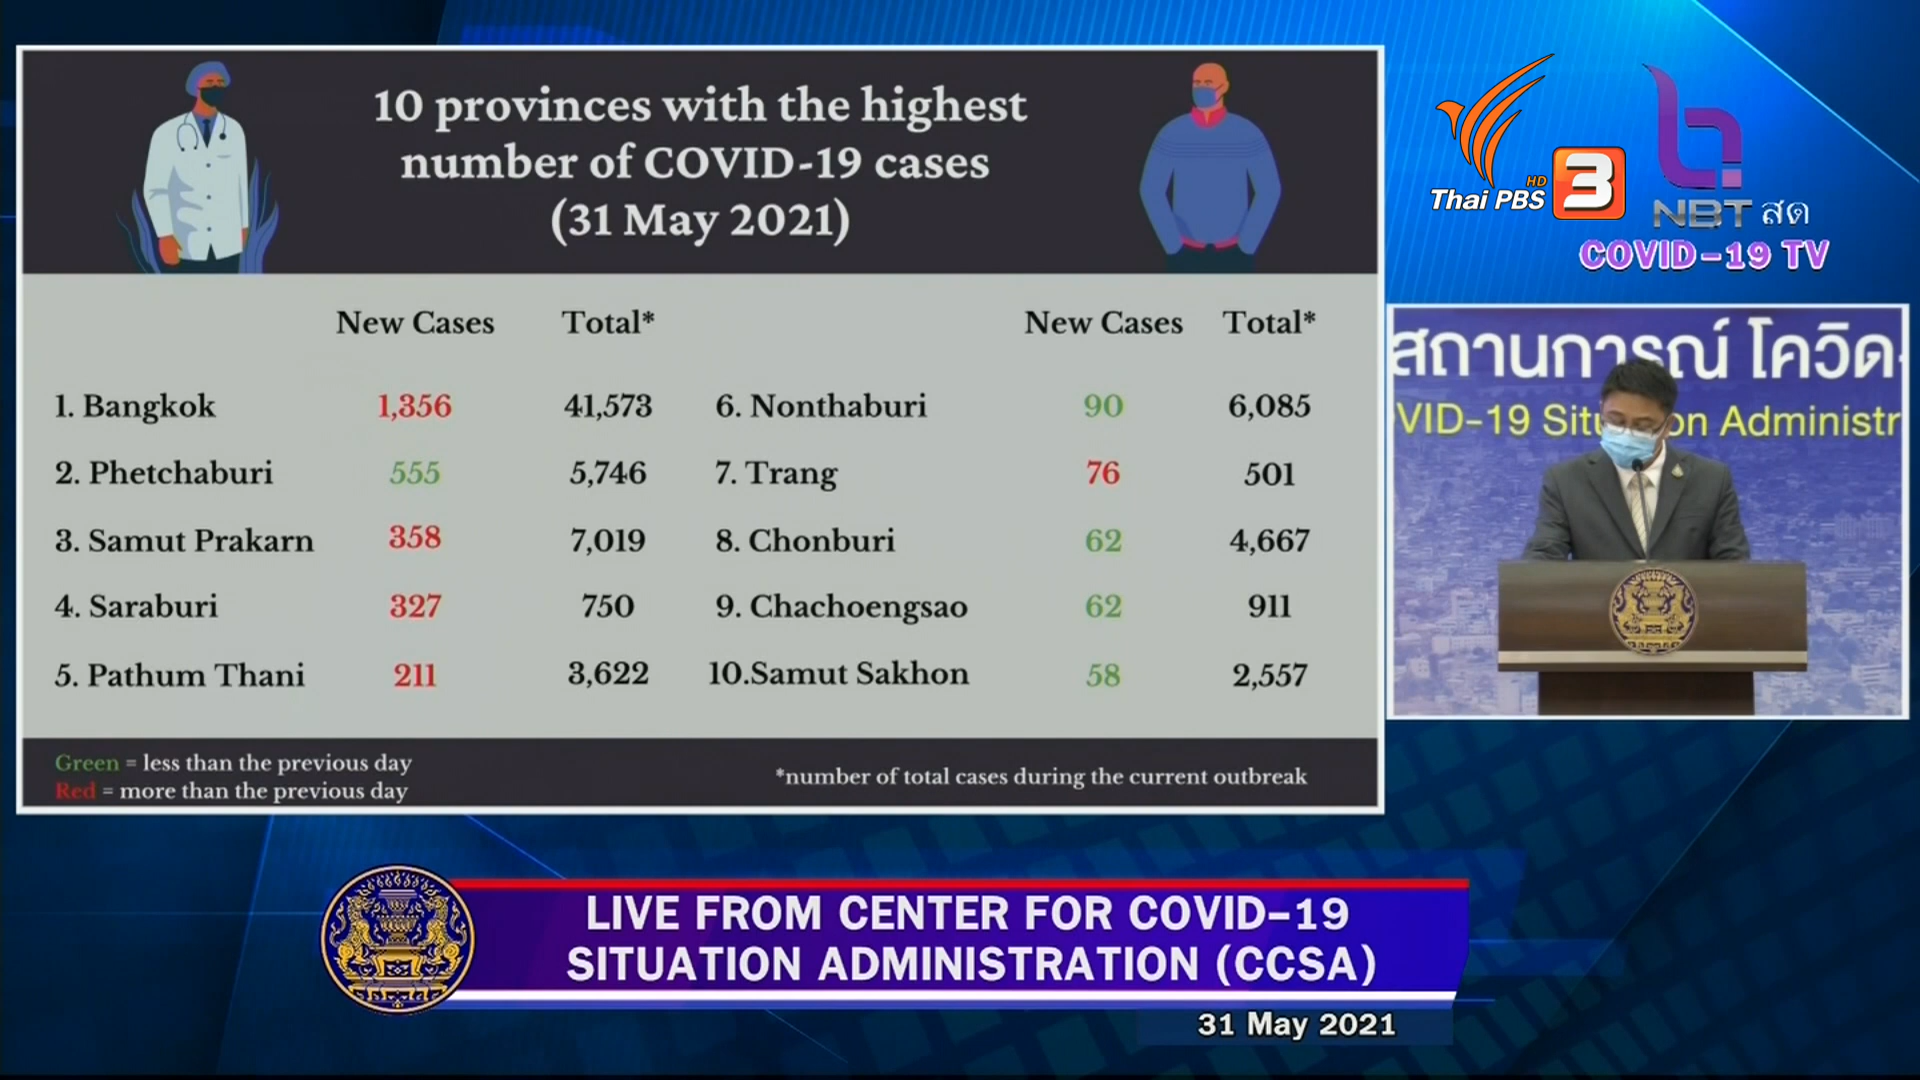 10 provinces with the highest
number of COVID-19 cases
(31 May 2021)
New Cases Total* New Cases Total*
1. Bangkok 1,356 41,573 6. Nonthaburi 90 6,085
2. Phetchaburi 555 5,746 7. Trang 76 501
3. Samut Prakarn 358 7,019 8. Chonburi 62 4,667
4. Saraburi 327 750 9. Chachoengsao 62 911
5. Pathum Thani 211 3,622 10.Samut Sakhon 58 2,557
Green = less than the previous day
Red = more than the previous day
*number of total cases during the current outbreak
Thai PBS HD 3
NBT สด
COVID-19 TV
สถานการณ์ โควิด-
VID-19 Situ on Administr
LIVE FROM CENTER FOR COVID-19
SITUATION ADMINISTRATION (CCSA)
31 May 2021